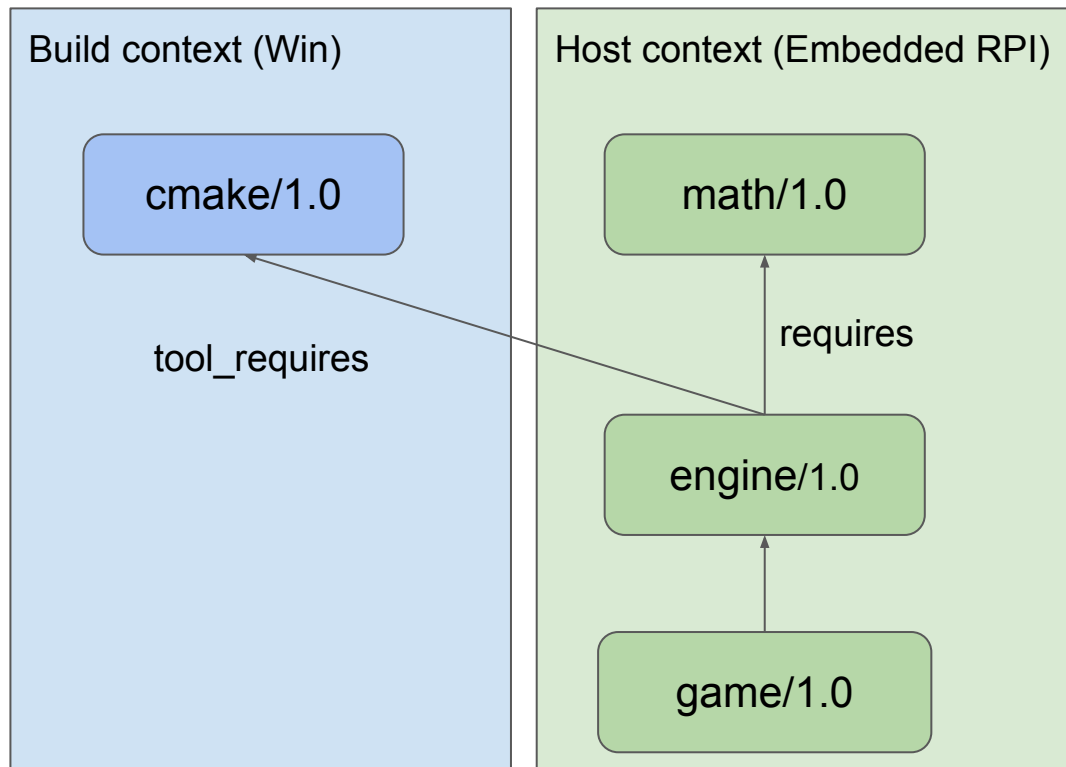 Build context (Win)
cmake/1.0
tool_requires
Host context (Embedded RPI)
math/1.0
requires
engine/1.0
game/1.0